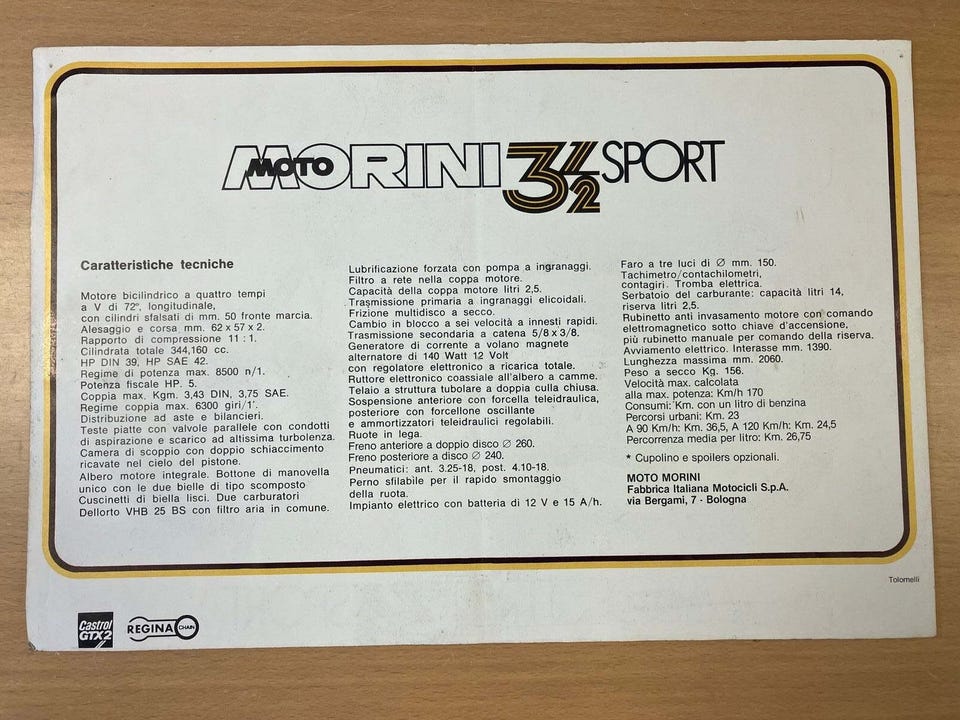 MOTO MORINI 3 1/2 SPORT
Caratteristiche tecniche
Motore bicilindrico a quattro tempi
a V di 72°, longitudinale,
con cilindri sfalsati di mm. 50 fronte marcia.
Alesaggio e corsa mm. 62 x 57 x 2.
Rapporto di compressione 11 : 1.
Cilindrata totale 344,160 cc.
HP DIN 39, HP SAE 42.
Regime di potenza max. 8500 n/1.
Potenza fiscale HP. 5.
Coppia max. Kgm. 3,43 DIN, 3,75 SAE.
Regime coppia max. 6300 giri/1'.
Distribuzione ad aste e bilancieri.
Teste piatte con valvole parallele con condotti
di aspirazione e scarico ad altissima turbolenza.
Camera di scoppio con doppio schiacciamento
ricavate nel cielo del pistone.
Albero motore integrale. Bottone di manovella
unico con le due bielle di tipo scomposto
Cuscinetti di biella lisci. Due carburatori
Dellorto VHB 25 BS con filtro aria in comune.
Lubrificazione forzata con pompa a ingranaggi.
Filtro a rete nella coppa motore.
Capacità della coppa motore litri 2,5.
Trasmissione primaria a ingranaggi elicoidali.
Frizione multidisco a secco.
Cambio in blocco a sei velocità a innesti rapidi.
Trasmissione secondaria a catena 5/8 x 3/8.
Generatore di corrente a volano magnete
alternatore di 140 Watt 12 Volt
con regolatore elettronico a ricarica totale.
Ruttore elettronico coassiale all'albero a camme.
Telaio a struttura tubolare a doppia culla chiusa.
Sospensione anteriore con forcella teleidraulica,
posteriore con forcellone oscillante
e ammortizzatori teleidraulici regolabili.
Ruote in lega.
Freno anteriore a doppio disco ∅ 260.
Freno posteriore a disco ∅ 240.
Pneumatici: ant. 3.25-18, post. 4.10-18.
Perno sfilabile per il rapido smontaggio
della ruota.
Impianto elettrico con batteria di 12 V e 15 A/h.
Faro a tre luci di ∅ mm. 150.
Tachimetro/contachilometri,
contagiri. Tromba elettrica.
Serbatoio del carburante: capacità litri 14,
riserva litri 2,5.
Rubinetto anti invasamento motore con comando
elettromagnetico sotto chiave d'accensione,
più rubinetto manuale per comando della riserva.
Avviamento elettrico. Interasse mm. 1390.
Lunghezza massima mm. 2060.
Peso a secco Kg. 156.
Velocità max. calcolata
alla max. potenza: Km/h 170
Consumi: Km. con un litro di benzina
Percorsi urbani: Km. 23
A 90 Km/h: Km. 36,5, A 120 Km/h: Km. 24,5
Percorrenza media per litro: Km. 26,75
* Cupolino e spoilers opzionali.
MOTO MORINI
Fabbrica Italiana Motocicli S.p.A.
via Bergami, 7 - Bologna
Tolomelli
Castrol
GTX2
REGINA CHAIN